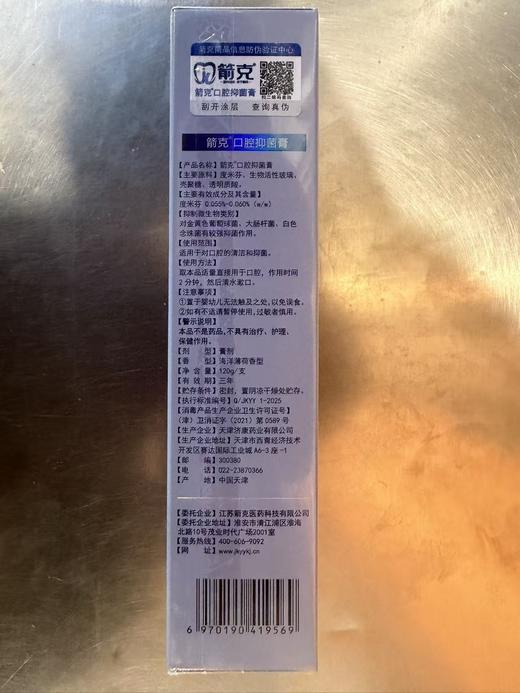 箭克商品信息防伪验证中心
箭克®
箭克®口腔抑菌膏
扫二维码查询
刮开涂层 查询真伪
箭克®口腔抑菌膏
【产品名称】箭克®口腔抑菌膏
【主要原料】度米芬、生物活性玻璃、
壳聚糖、透明质酸。
【主要有效成分及其含量】
度米芬 0.055%-0.060% (w/w)
【抑制微生物类别】
对金黄色葡萄球菌、大肠杆菌、白色
念珠菌有较强抑菌作用。
【使用范围】
适用于对口腔的清洁和抑菌。
【使用方法】
取本品适量直接用于口腔，作用时间
2分钟，然后清水漱口。
【注意事项】
①置于婴幼儿无法触及之处，以免误食。
②如有不适请暂停使用，过敏者慎用。
【警示说明】
本品不是药品，不具有治疗、护理、
保健作用。
【剂 型】膏剂
【香 型】海洋薄荷香型
【净 含 量】120g/支
【有 效 期】三年
【贮存条件】密封，置阴凉干燥处贮存。
【执行标准编号】Q/JKYY 1-2025
【消毒产品生产企业卫生许可证号】
（津）卫消证字（2021）第0589号
【生产企业】天津济康药业有限公司
【生产企业地址】天津市西青经济技术
开发区赛达国际工业城A6-3座-1
【邮 编】300380
【电 话】022-23870366
【产 地】中国天津
【委托企业】江苏箭克医药科技有限公司
【委托企业地址】淮安市清江浦区淮海
北路10号茂业时代广场2001室
【服务热线】400-606-9092
【网 址】www.jkyykj.cn
6 970190 419569